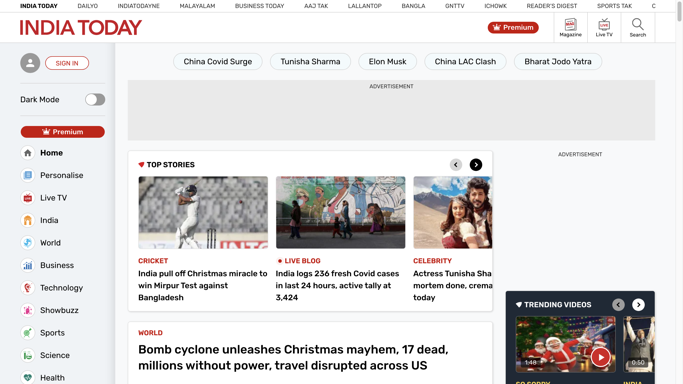 INDIA TODAY
DAILYO
INDIATODAYNE
MALAYALAM
BUSINESS TODAY
AAJ TAK
LALLANTOP
BANGLA
GNTTV
ICHOWK
READER'S DIGEST
SPORTS TAK
INDIA TODAY
Premium
Magazine
LIVE
Live TV
Search
SIGN IN
China Covid Surge
Tunisha Sharma
Elon Musk
China LAC Clash
Bharat Jodo Yatra
Dark Mode
Premium
Home
Personalise
Live TV
India
World
Business
Technology
Showbuzz
Sports
Science
Health
ADVERTISEMENT
TOP STORIES
CRICKET
India pull off Christmas miracle to
win Mirpur Test against
Bangladesh
LIVE BLOG
India logs 236 fresh Covid cases
in last 24 hours, active tally at
3,424
CELEBRITY
Actress Tunisha Sha
mortem done, crema
today
WORLD
Bomb cyclone unleashes Christmas mayhem, 17 dead,
millions without power, travel disrupted across US
ADVERTISEMENT
TRENDING VIDEOS
1:48
0:50